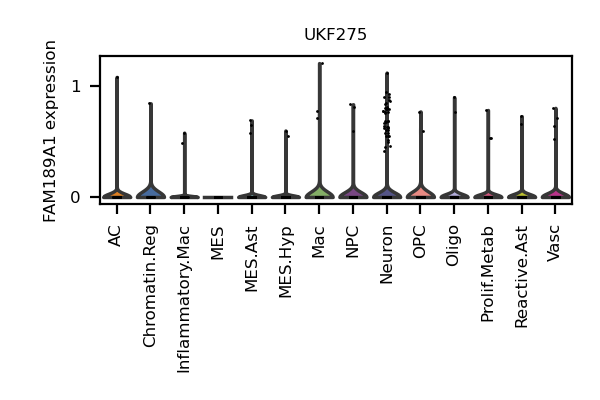 UKF275
FAM189A1 expression
1
0
AC
Chromatin.Reg
Inflammatory.Mac
MES
MES.Ast
MES.Hyp
Mac
NPC
Neuron
OPC
Oligo
Prolif.Metab
Reactive.Ast
Vasc